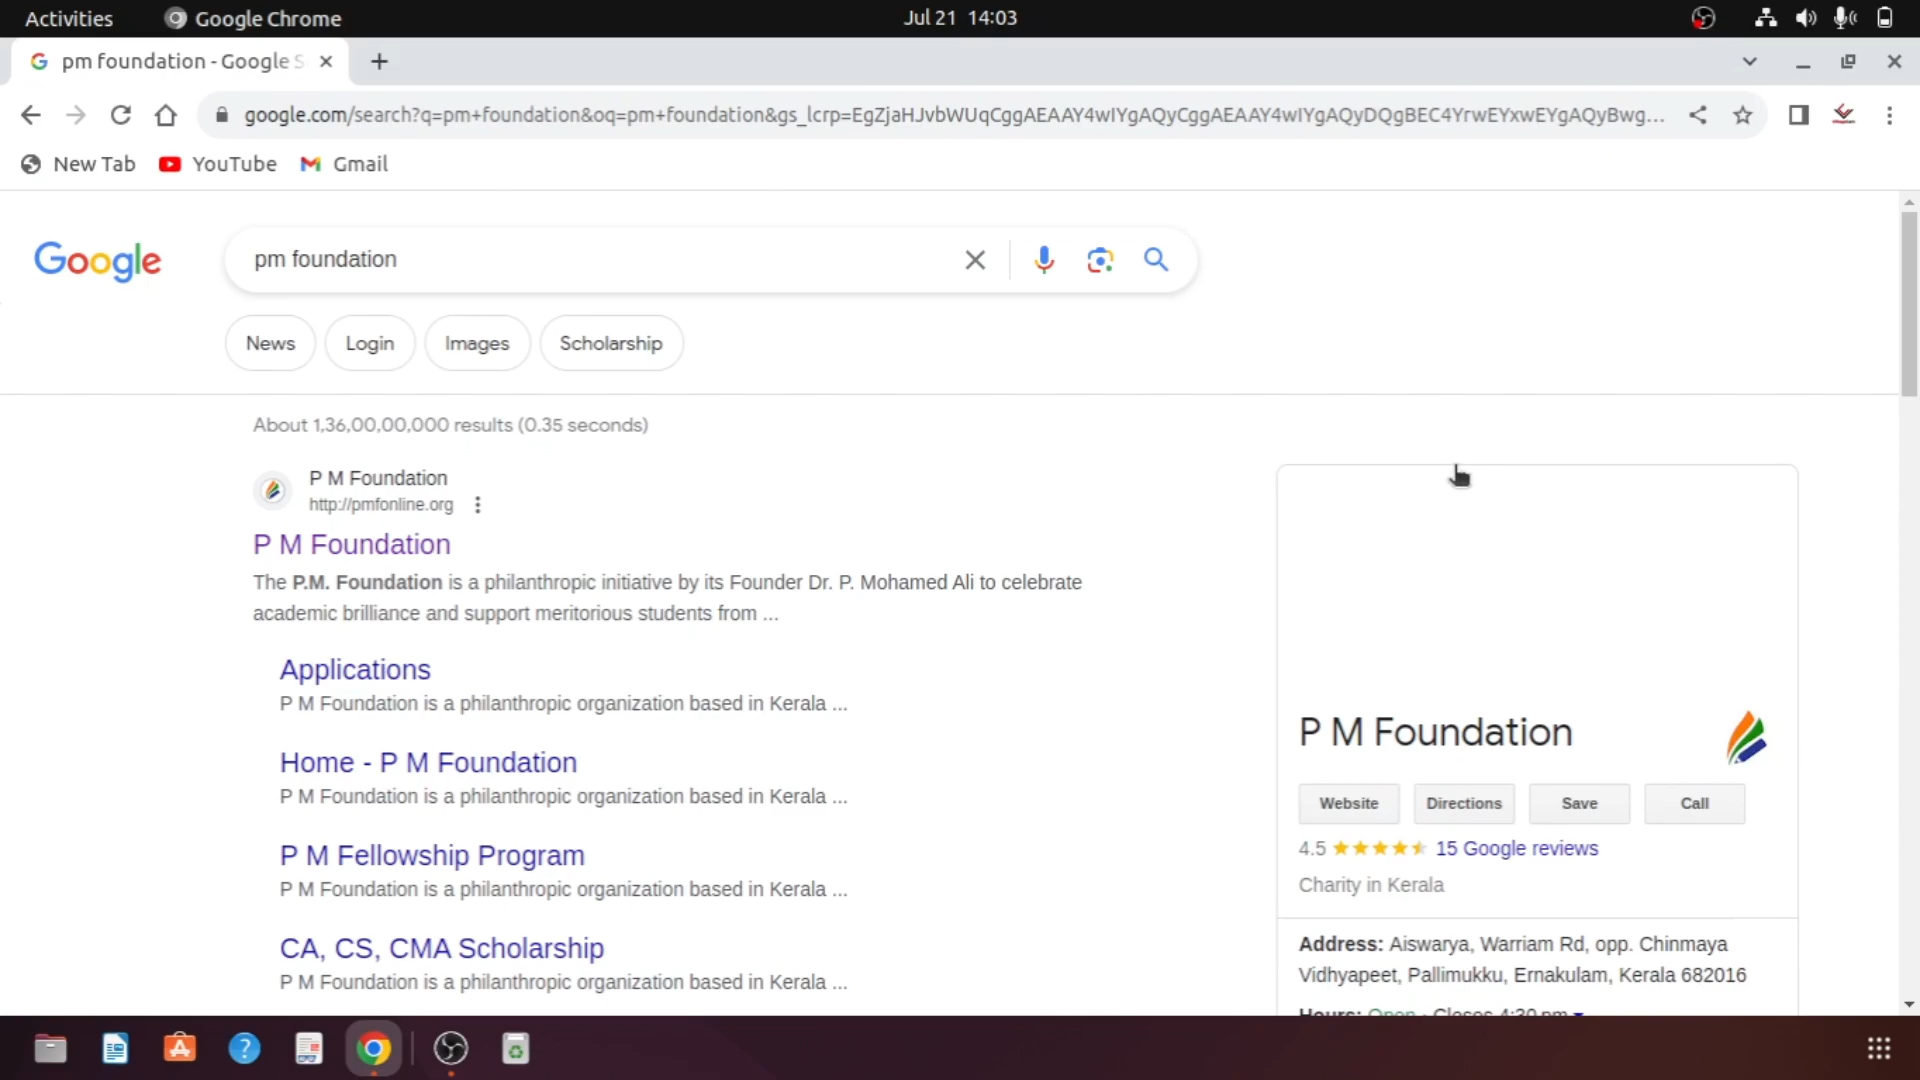 Activities
Google Chrome
Jul 21 14:03
pm foundation - Google S
google.com/search?q=pm+foundation&oq=pm+foundation&gs_lcrp=EgZjaHJvbWUqCggAEAAY4wIYgAQyCggAEAAY4wIYgAQyDQgBEC4YrwEYxwEYgAQyBwg...
New Tab
YouTube
Gmail
Google
pm foundation
News
Login
Images
Scholarship
About 1,36,00,00,000 results (0.35 seconds)
P M Foundation
http://pmfonline.org
P M Foundation
The P.M. Foundation is a philanthropic initiative by its Founder Dr. P. Mohamed Ali to celebrate
academic brilliance and support meritorious students from ...
Applications
P M Foundation is a philanthropic organization based in Kerala ...
Home - P M Foundation
P M Foundation is a philanthropic organization based in Kerala ...
P M Fellowship Program
P M Foundation is a philanthropic organization based in Kerala ...
CA, CS, CMA Scholarship
P M Foundation is a philanthropic organization based in Kerala ...
P M Foundation
Website
Directions
Save
Call
4.5
15 Google reviews
Charity in Kerala
Address: Aiswarya, Warriam Rd, opp. Chinmaya
Vidhyapeet, Pallimukku, Ernakulam, Kerala 682016
Hours: Open · Closes 4:30 pm